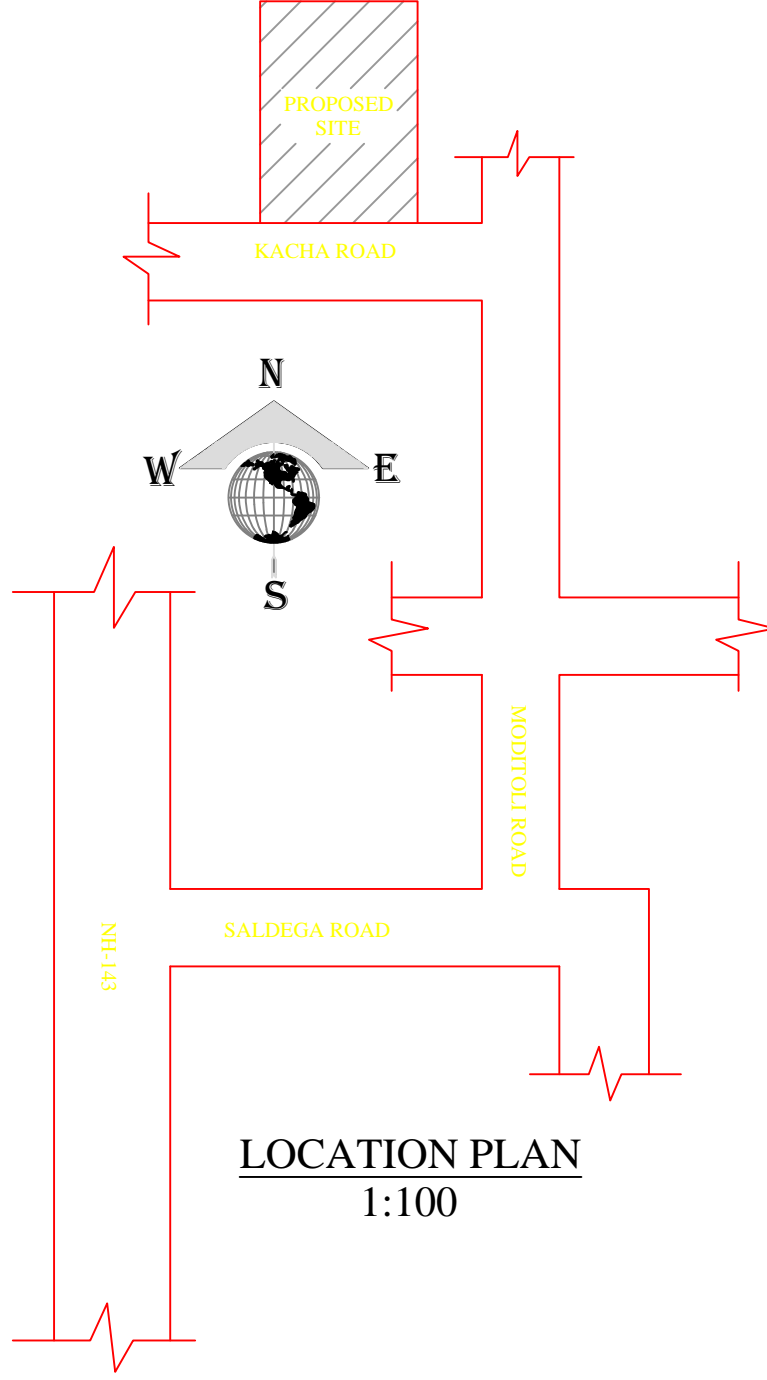 PROPOSED
SITE
KACHA ROAD
N
W
E
S
MODITOLI ROAD
SALDEGA ROAD
NH-143
LOCATION PLAN
1:100